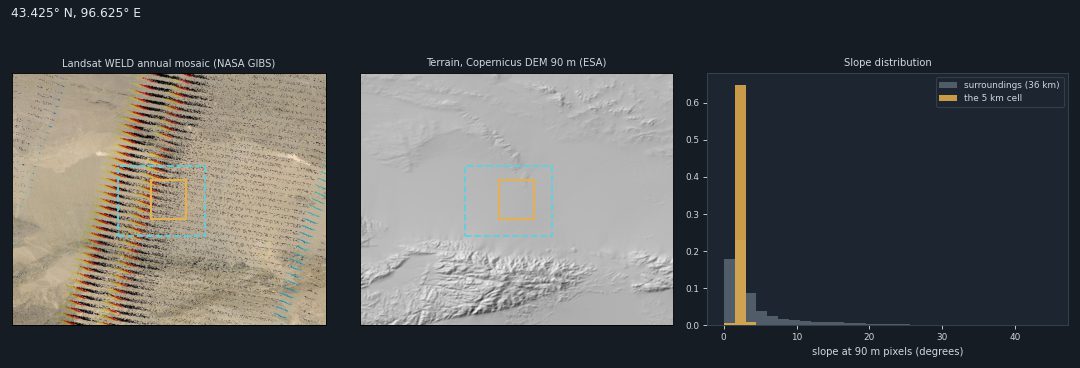 43.425° N, 96.625° E
Landsat WELD annual mosaic (NASA GIBS)
Terrain, Copernicus DEM 90 m (ESA)
Slope distribution
surroundings (36 km)
the 5 km cell
0.6
0.5
0.4
0.3
0.2
0.1
0.0
0 10 20 30 40
slope at 90 m pixels (degrees)